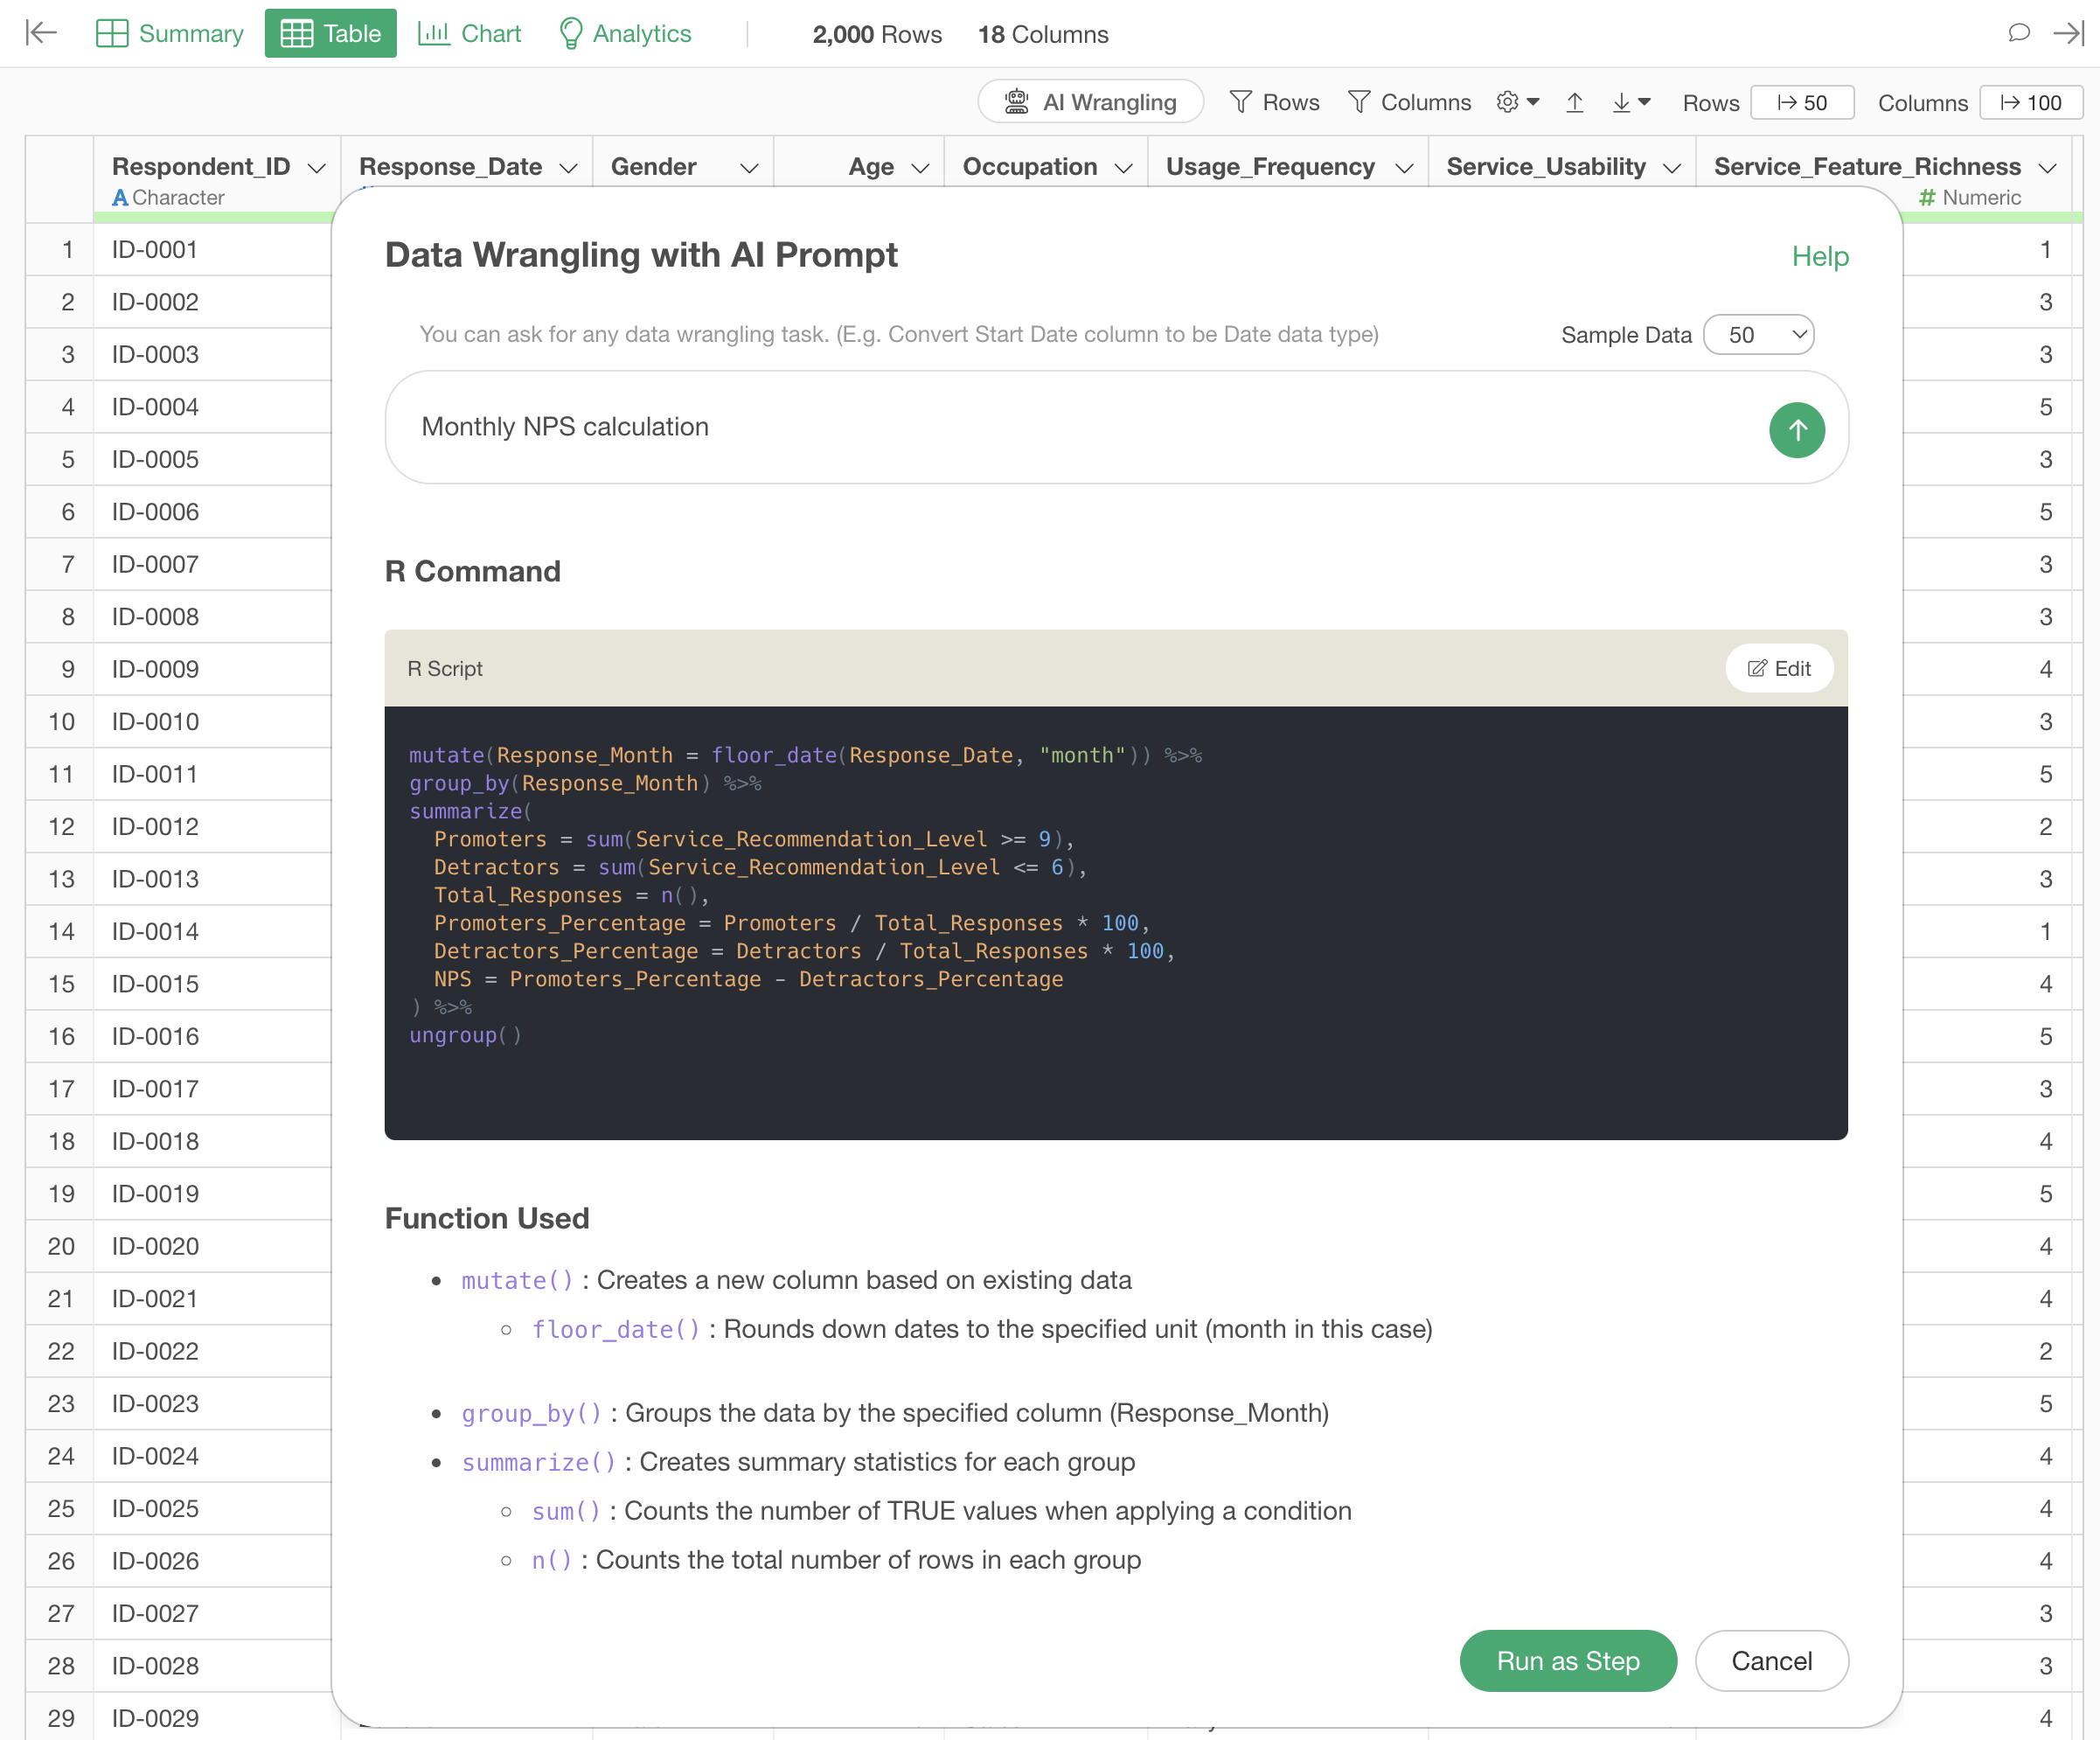 Summary Table Chart Analytics 2,000 Rows 18 Columns
AI Wrangling Rows Columns Rows 50 Columns 100
Respondent_ID Response_Date Gender Age Occupation Usage_Frequency Service_Usability Service_Feature_Richness
A Character # Numeric
Data Wrangling with AI Prompt Help
You can ask for any data wrangling task. (E.g. Convert Start Date column to be Date data type) Sample Data 50
Monthly NPS calculation
R Command
R Script Edit
mutate(Response_Month = floor_date(Response_Date, "month")) %>%
group_by(Response_Month) %>%
summarize(
  Promoters = sum(Service_Recommendation_Level >= 9),
  Detractors = sum(Service_Recommendation_Level <= 6),
  Total_Responses = n(),
  Promoters_Percentage = Promoters / Total_Responses * 100,
  Detractors_Percentage = Detractors / Total_Responses * 100,
  NPS = Promoters_Percentage - Detractors_Percentage
) %>%
ungroup()
Function Used
mutate() : Creates a new column based on existing data
floor_date() : Rounds down dates to the specified unit (month in this case)
group_by() : Groups the data by the specified column (Response_Month)
summarize() : Creates summary statistics for each group
sum() : Counts the number of TRUE values when applying a condition
n() : Counts the total number of rows in each group
Run as Step Cancel
1 ID-0001 1
2 ID-0002 3
3 ID-0003 3
4 ID-0004 5
5 ID-0005 3
6 ID-0006 5
7 ID-0007 3
8 ID-0008 3
9 ID-0009 4
10 ID-0010 3
11 ID-0011 5
12 ID-0012 2
13 ID-0013 3
14 ID-0014 1
15 ID-0015 4
16 ID-0016 5
17 ID-0017 3
18 ID-0018 4
19 ID-0019 5
20 ID-0020 4
21 ID-0021 4
22 ID-0022 2
23 ID-0023 5
24 ID-0024 4
25 ID-0025 4
26 ID-0026 4
27 ID-0027 3
28 ID-0028 3
29 ID-0029 4